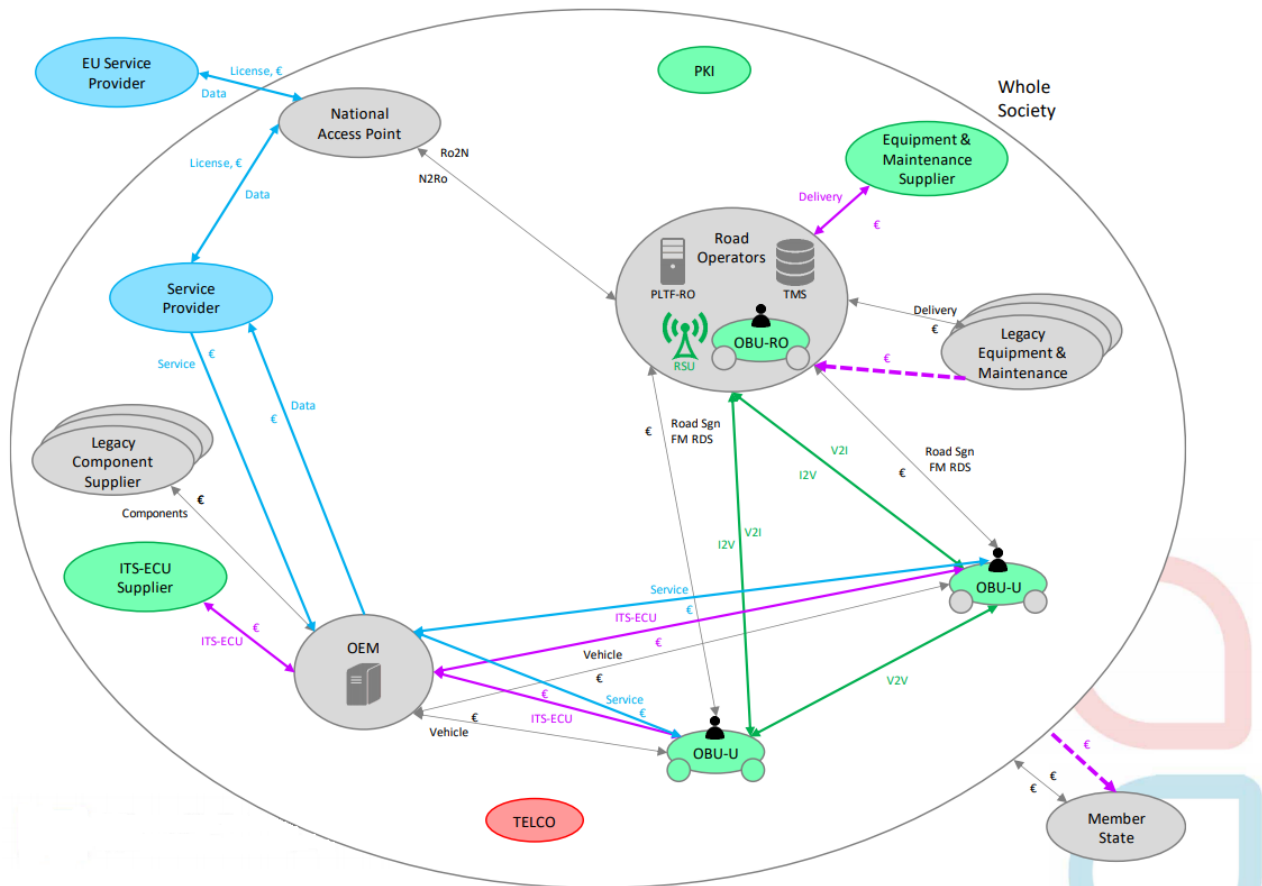 EU Service
Provider
License, €
Data
National
Access Point
PKI
Whole
Society
Equipment &
Maintenance
Supplier
License, €
Data
Ro2N
N2Ro
Delivery
€
Road
Operators
PLTF-RO
TMS
OBU-RO
RSU
Service
Provider
Delivery
€
Legacy
Equipment &
Maintenance
€
Service
€
€
Data
Road Sgn
FM RDS
€
V2I
I2V
Road Sgn
FM RDS
€
Legacy
Component
Supplier
€
Components
V2I
I2V
ITS-ECU
Supplier
OBU-U
Service
€
ITS-ECU
€
€
ITS-ECU
OEM
Vehicle
€
V2V
€
Service
€
ITS-ECU
€
Vehicle
OBU-U
€
€
€
TELCO
Member
State